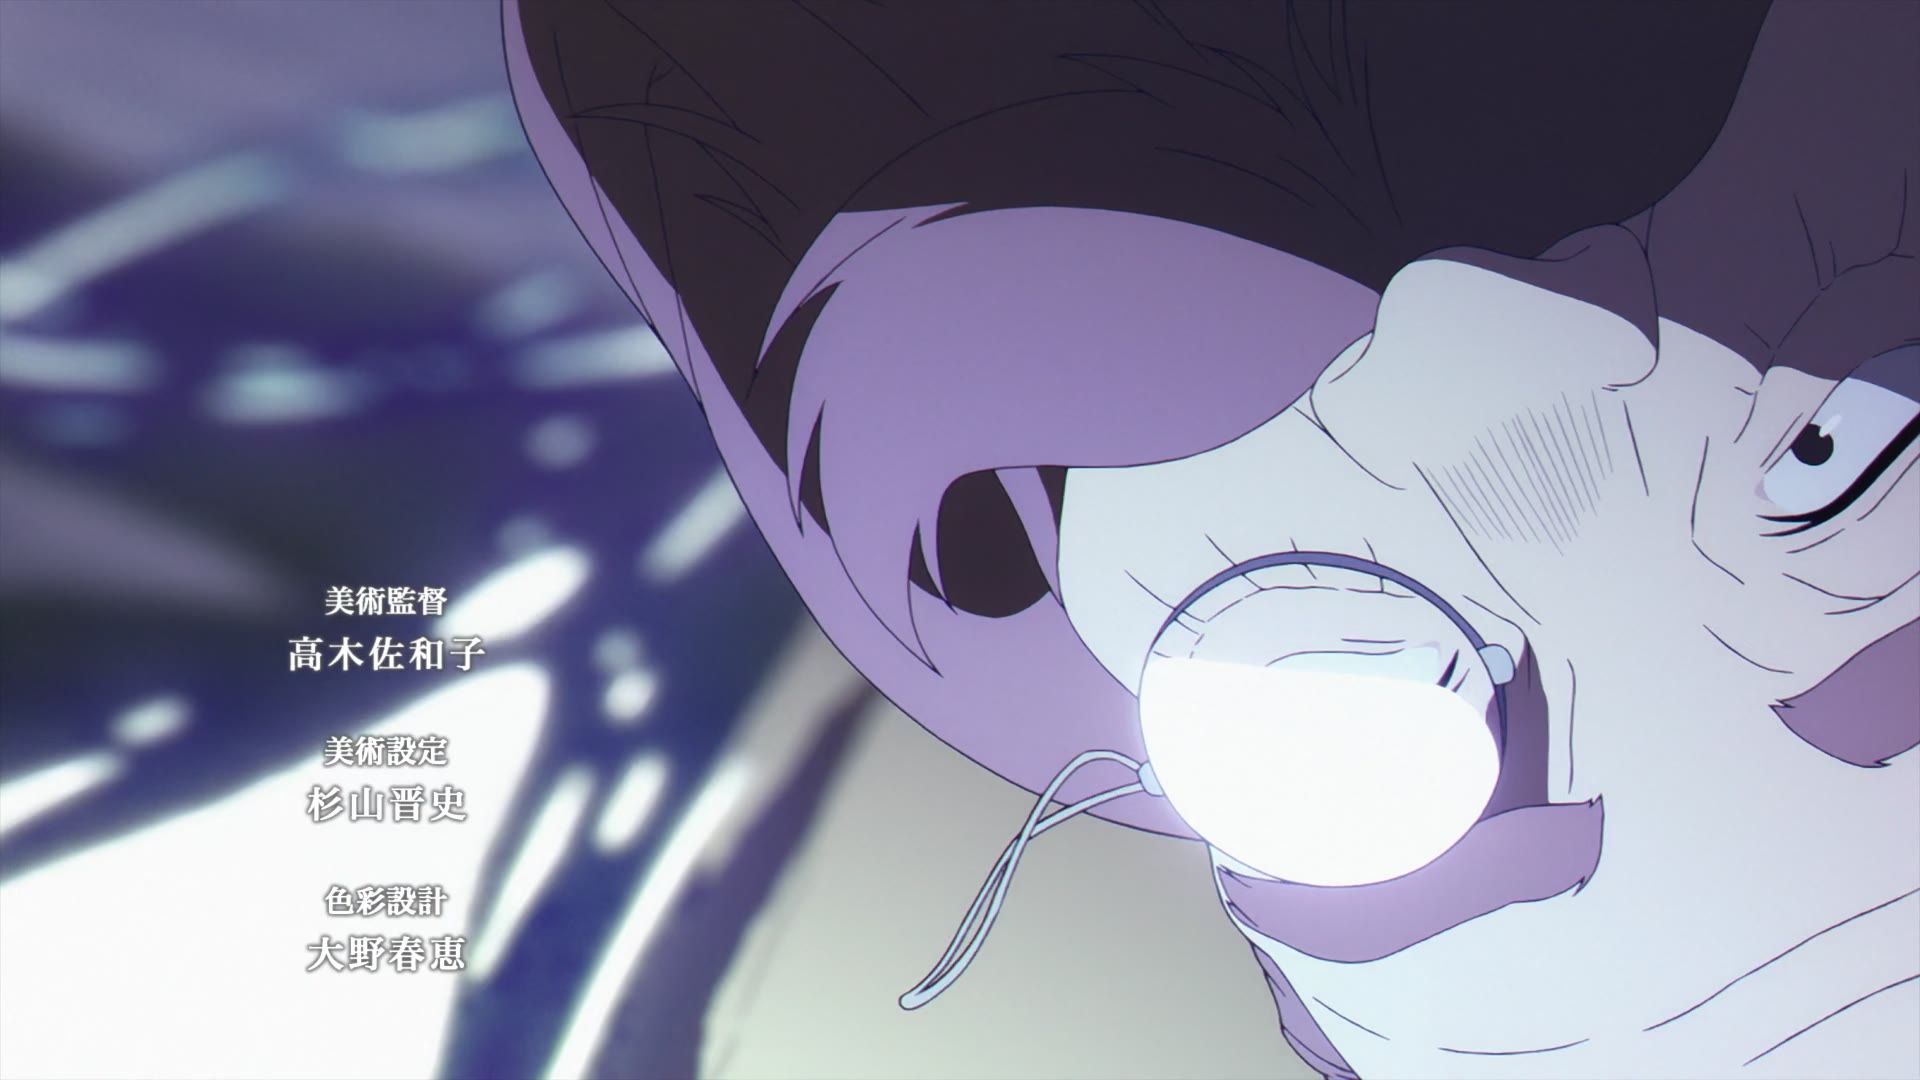 美術監督
高木佐和子
美術設定
杉山晋史
色彩設計
大野春恵